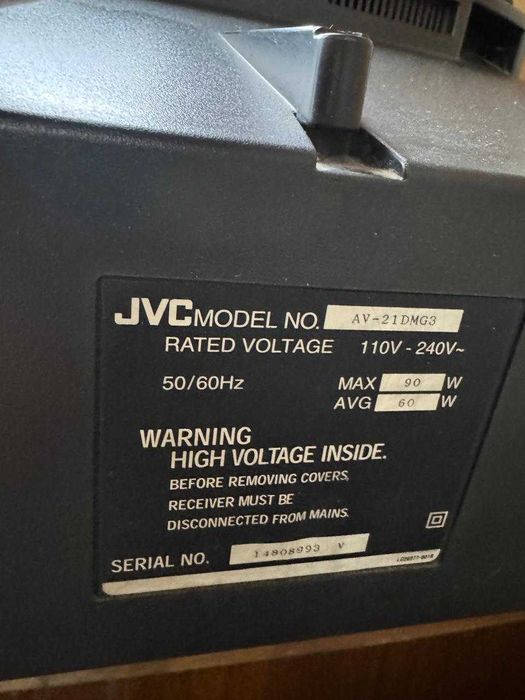 JVC MODEL NO. AV-21DMG3
RATED VOLTAGE 110V - 240V~
50/60Hz MAX 90 W
AVG 60 W
WARNING
HIGH VOLTAGE INSIDE.
BEFORE REMOVING COVERS,
RECEIVER MUST BE
DISCONNECTED FROM MAINS.
SERIAL NO. 14808993 V